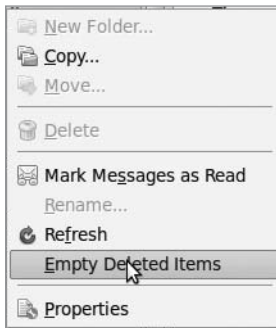 New Folder...
Copy...
Move...
Delete
Mark Messages as Read
Rename...
Refresh
Empty Deleted Items
Properties